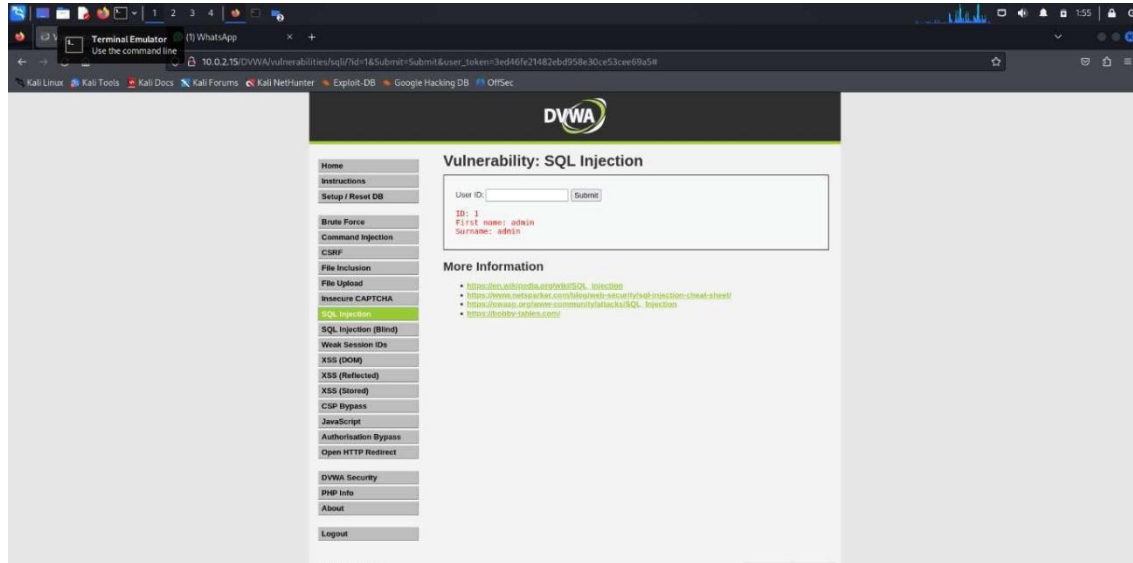 1 2 3 4
1:55
Terminal Emulator
Use the command line
(1) WhatsApp
10.0.2.15/DVWA/vulnerabilities/sqli/?id=1&Submit=Submit&user_token=3ed46fe21482ebd958e30ce53cee69a5#
Kali Linux Kali Tools Kali Docs Kali Forums Kali NetHunter Exploit-DB Google Hacking DB OffSec
DVWA
Home
Instructions
Setup / Reset DB
Brute Force
Command Injection
CSRF
File Inclusion
File Upload
Insecure CAPTCHA
SQL Injection
SQL Injection (Blind)
Weak Session IDs
XSS (DOM)
XSS (Reflected)
XSS (Stored)
CSP Bypass
JavaScript
Authorisation Bypass
Open HTTP Redirect
DVWA Security
PHP Info
About
Logout
Vulnerability: SQL Injection
User ID: Submit
ID: 1
First name: admin
Surname: admin
More Information
https://en.wikipedia.org/wiki/SQL_injection
https://www.netsparker.com/blog/web-security/sql-injection-cheat-sheet/
https://owasp.org/www-community/attacks/SQL_Injection
https://bobby-tables.com/